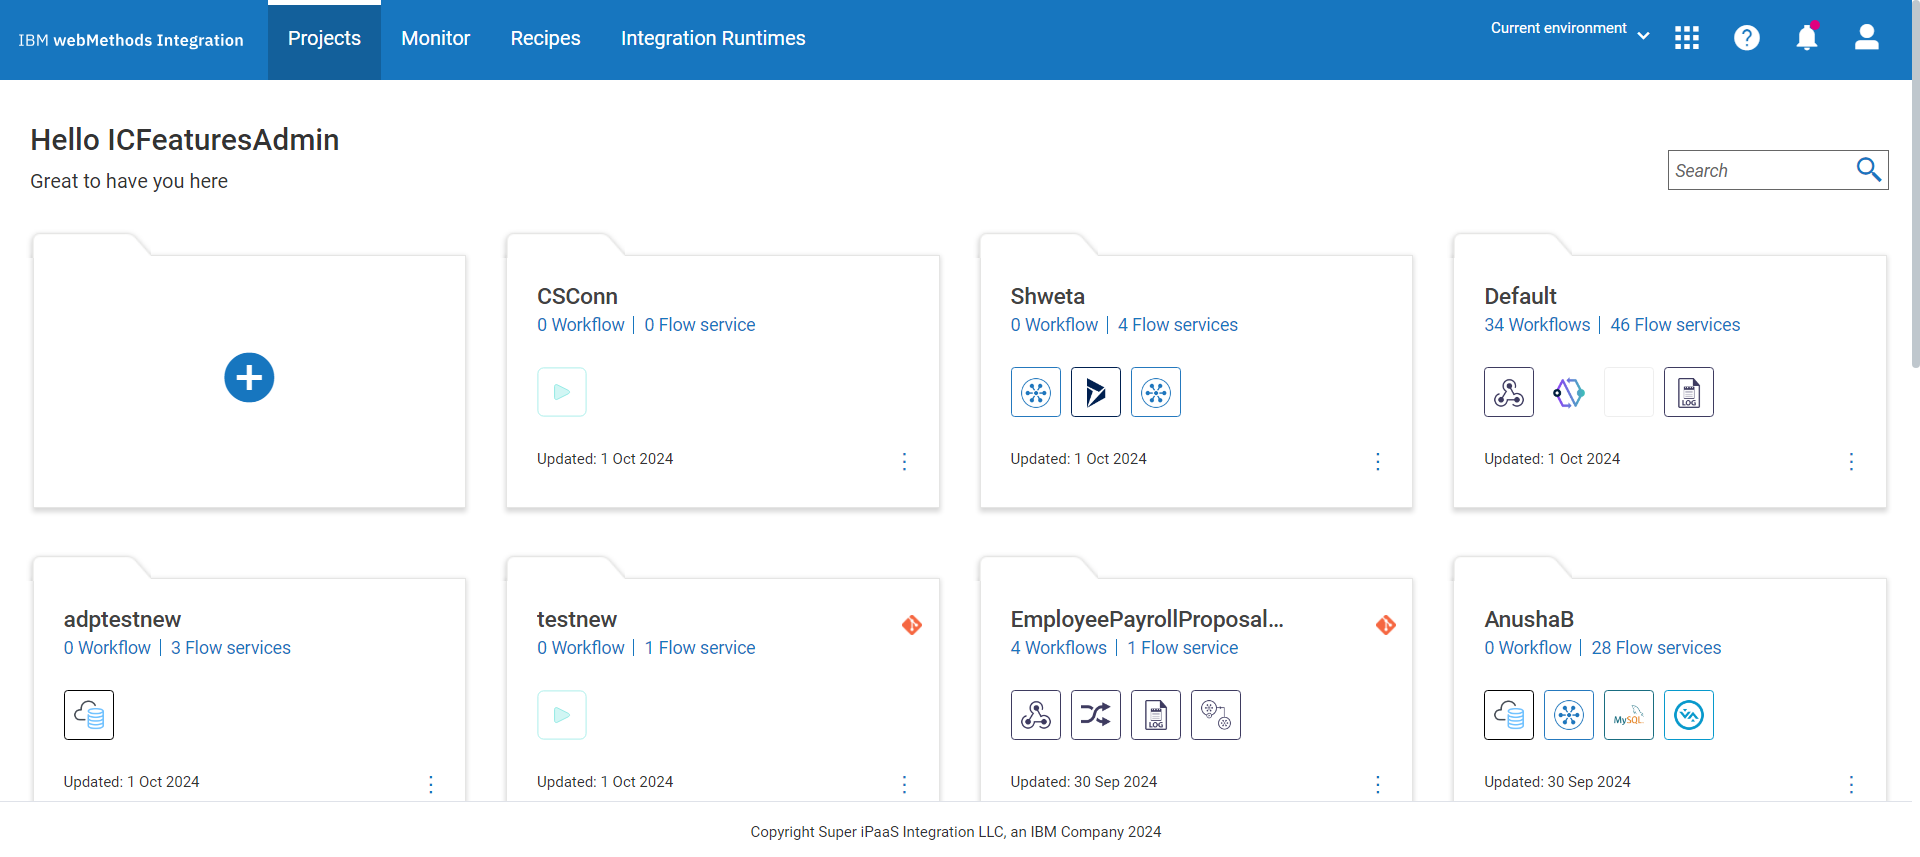 IBM webMethods Integration
Projects
Monitor
Recipes
Integration Runtimes
Current environment
Hello ICFeaturesAdmin
Great to have you here
Search
CSConn
0 Workflow | 0 Flow service
Updated: 1 Oct 2024
Shweta
0 Workflow | 4 Flow services
Updated: 1 Oct 2024
Default
34 Workflows | 46 Flow services
LOG
Updated: 1 Oct 2024
adptestnew
0 Workflow | 3 Flow services
Updated: 1 Oct 2024
testnew
0 Workflow | 1 Flow service
Updated: 1 Oct 2024
EmployeePayrollProposal...
4 Workflows | 1 Flow service
LOG
Updated: 30 Sep 2024
AnushaB
0 Workflow | 28 Flow services
MySQL
Updated: 30 Sep 2024
Copyright Super iPaaS Integration LLC, an IBM Company 2024